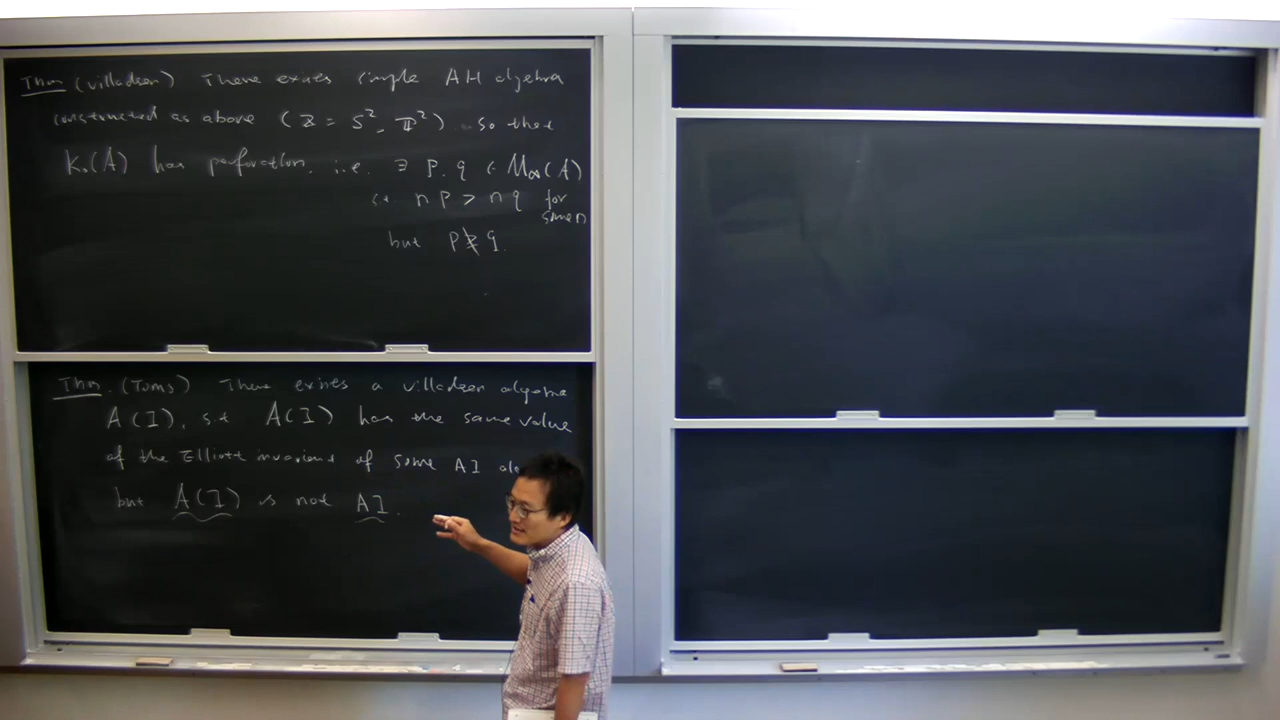 Thm (Villadsen) There exists simple AH algebra
constructed as above (Z = S², 𝕋²) so that
K₀(A) has perforation, i.e. ∃ p, q ∈ M∞(A)
s.t. np > nq for
some n
but p ≯ q.
Thm. (Toms) There exists a Villadsen algebra
A(I), s.t A(I) has the same value
of the Elliott invariant of some AI
but A(I) is not AI.